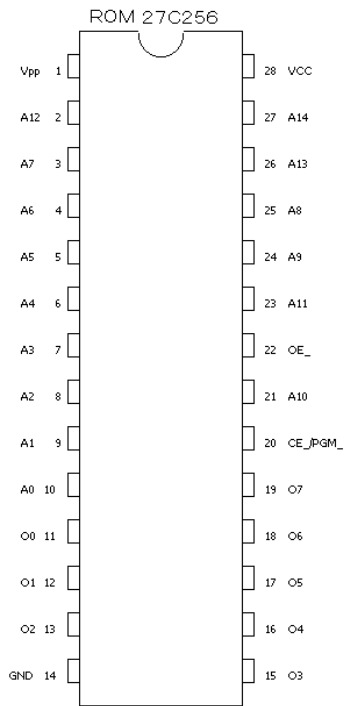 ROM 27C256
Vpp 1 28 VCC
A12 2 27 A14
A7 3 26 A13
A6 4 25 A8
A5 5 24 A9
A4 6 23 A11
A3 7 22 OE_
A2 8 21 A10
A1 9 20 CE_/PGM_
A0 10 19 O7
O0 11 18 O6
O1 12 17 O5
O2 13 16 O4
GND 14 15 O3